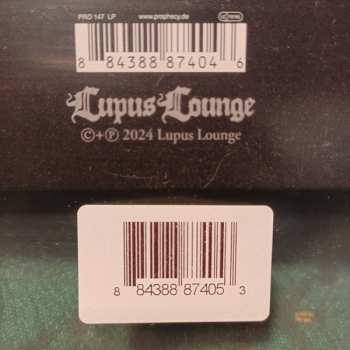 PRO 147 LP www.prophecy.de
8 84388 87404 6
Lupus Lounge
©+℗ 2024 Lupus Lounge
8 84388 87405 3